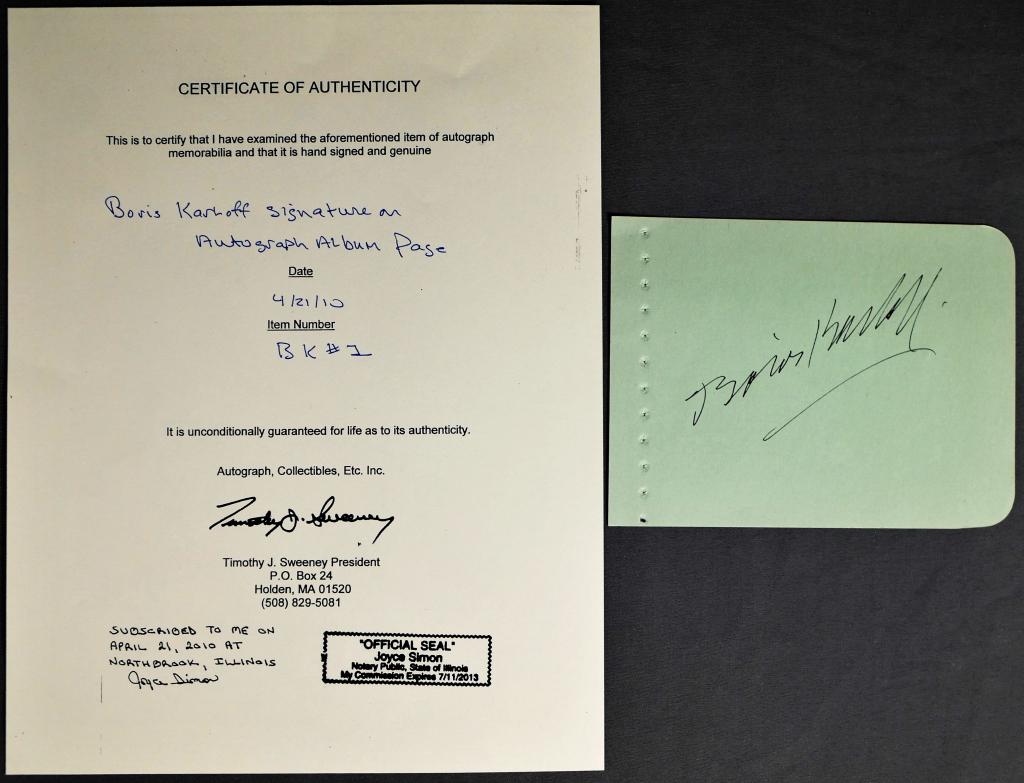 CERTIFICATE OF AUTHENTICITY
This is to certify that I have examined the aforementioned item of autograph
memorabilia and that it is hand signed and genuine
Boris Karloff signature on
Autograph Album Page
Date
4/21/10
Item Number
BK #1
It is unconditionally guaranteed for life as to its authenticity.
Autograph, Collectibles, Etc. Inc.
Timothy J. Sweeney
Timothy J. Sweeney President
P.O. Box 24
Holden, MA 01520
(508) 829-5081
SUBSCRIBED TO ME ON
APRIL 21, 2010 AT
NORTHBROOK, ILLINOIS
Joyce Simon
"OFFICIAL SEAL"
Joyce Simon
Notary Public, State of Illinois
My Commission Expires 7/11/2013
Boris Karloff.